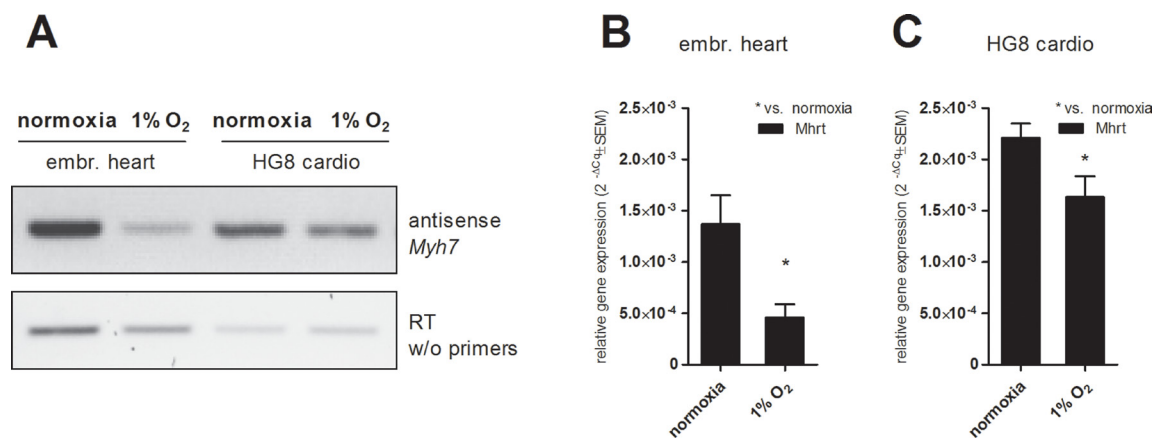 A
normoxia 1% O₂ normoxia 1% O₂
embr. heart HG8 cardio
antisense
Myh7
RT
w/o primers
B
embr. heart
relative gene expression (2 ⁻ΔCq±SEM)
2.5×10⁻³
2.0×10⁻³
1.5×10⁻³
1.0×10⁻³
5.0×10⁻⁴
0
* vs. normoxia
Mhrt
*
normoxia
1% O₂
C
HG8 cardio
relative gene expression (2 ⁻ΔCq±SEM)
2.5×10⁻³
2.0×10⁻³
1.5×10⁻³
1.0×10⁻³
5.0×10⁻⁴
0
* vs. normoxia
Mhrt
*
normoxia
1% O₂